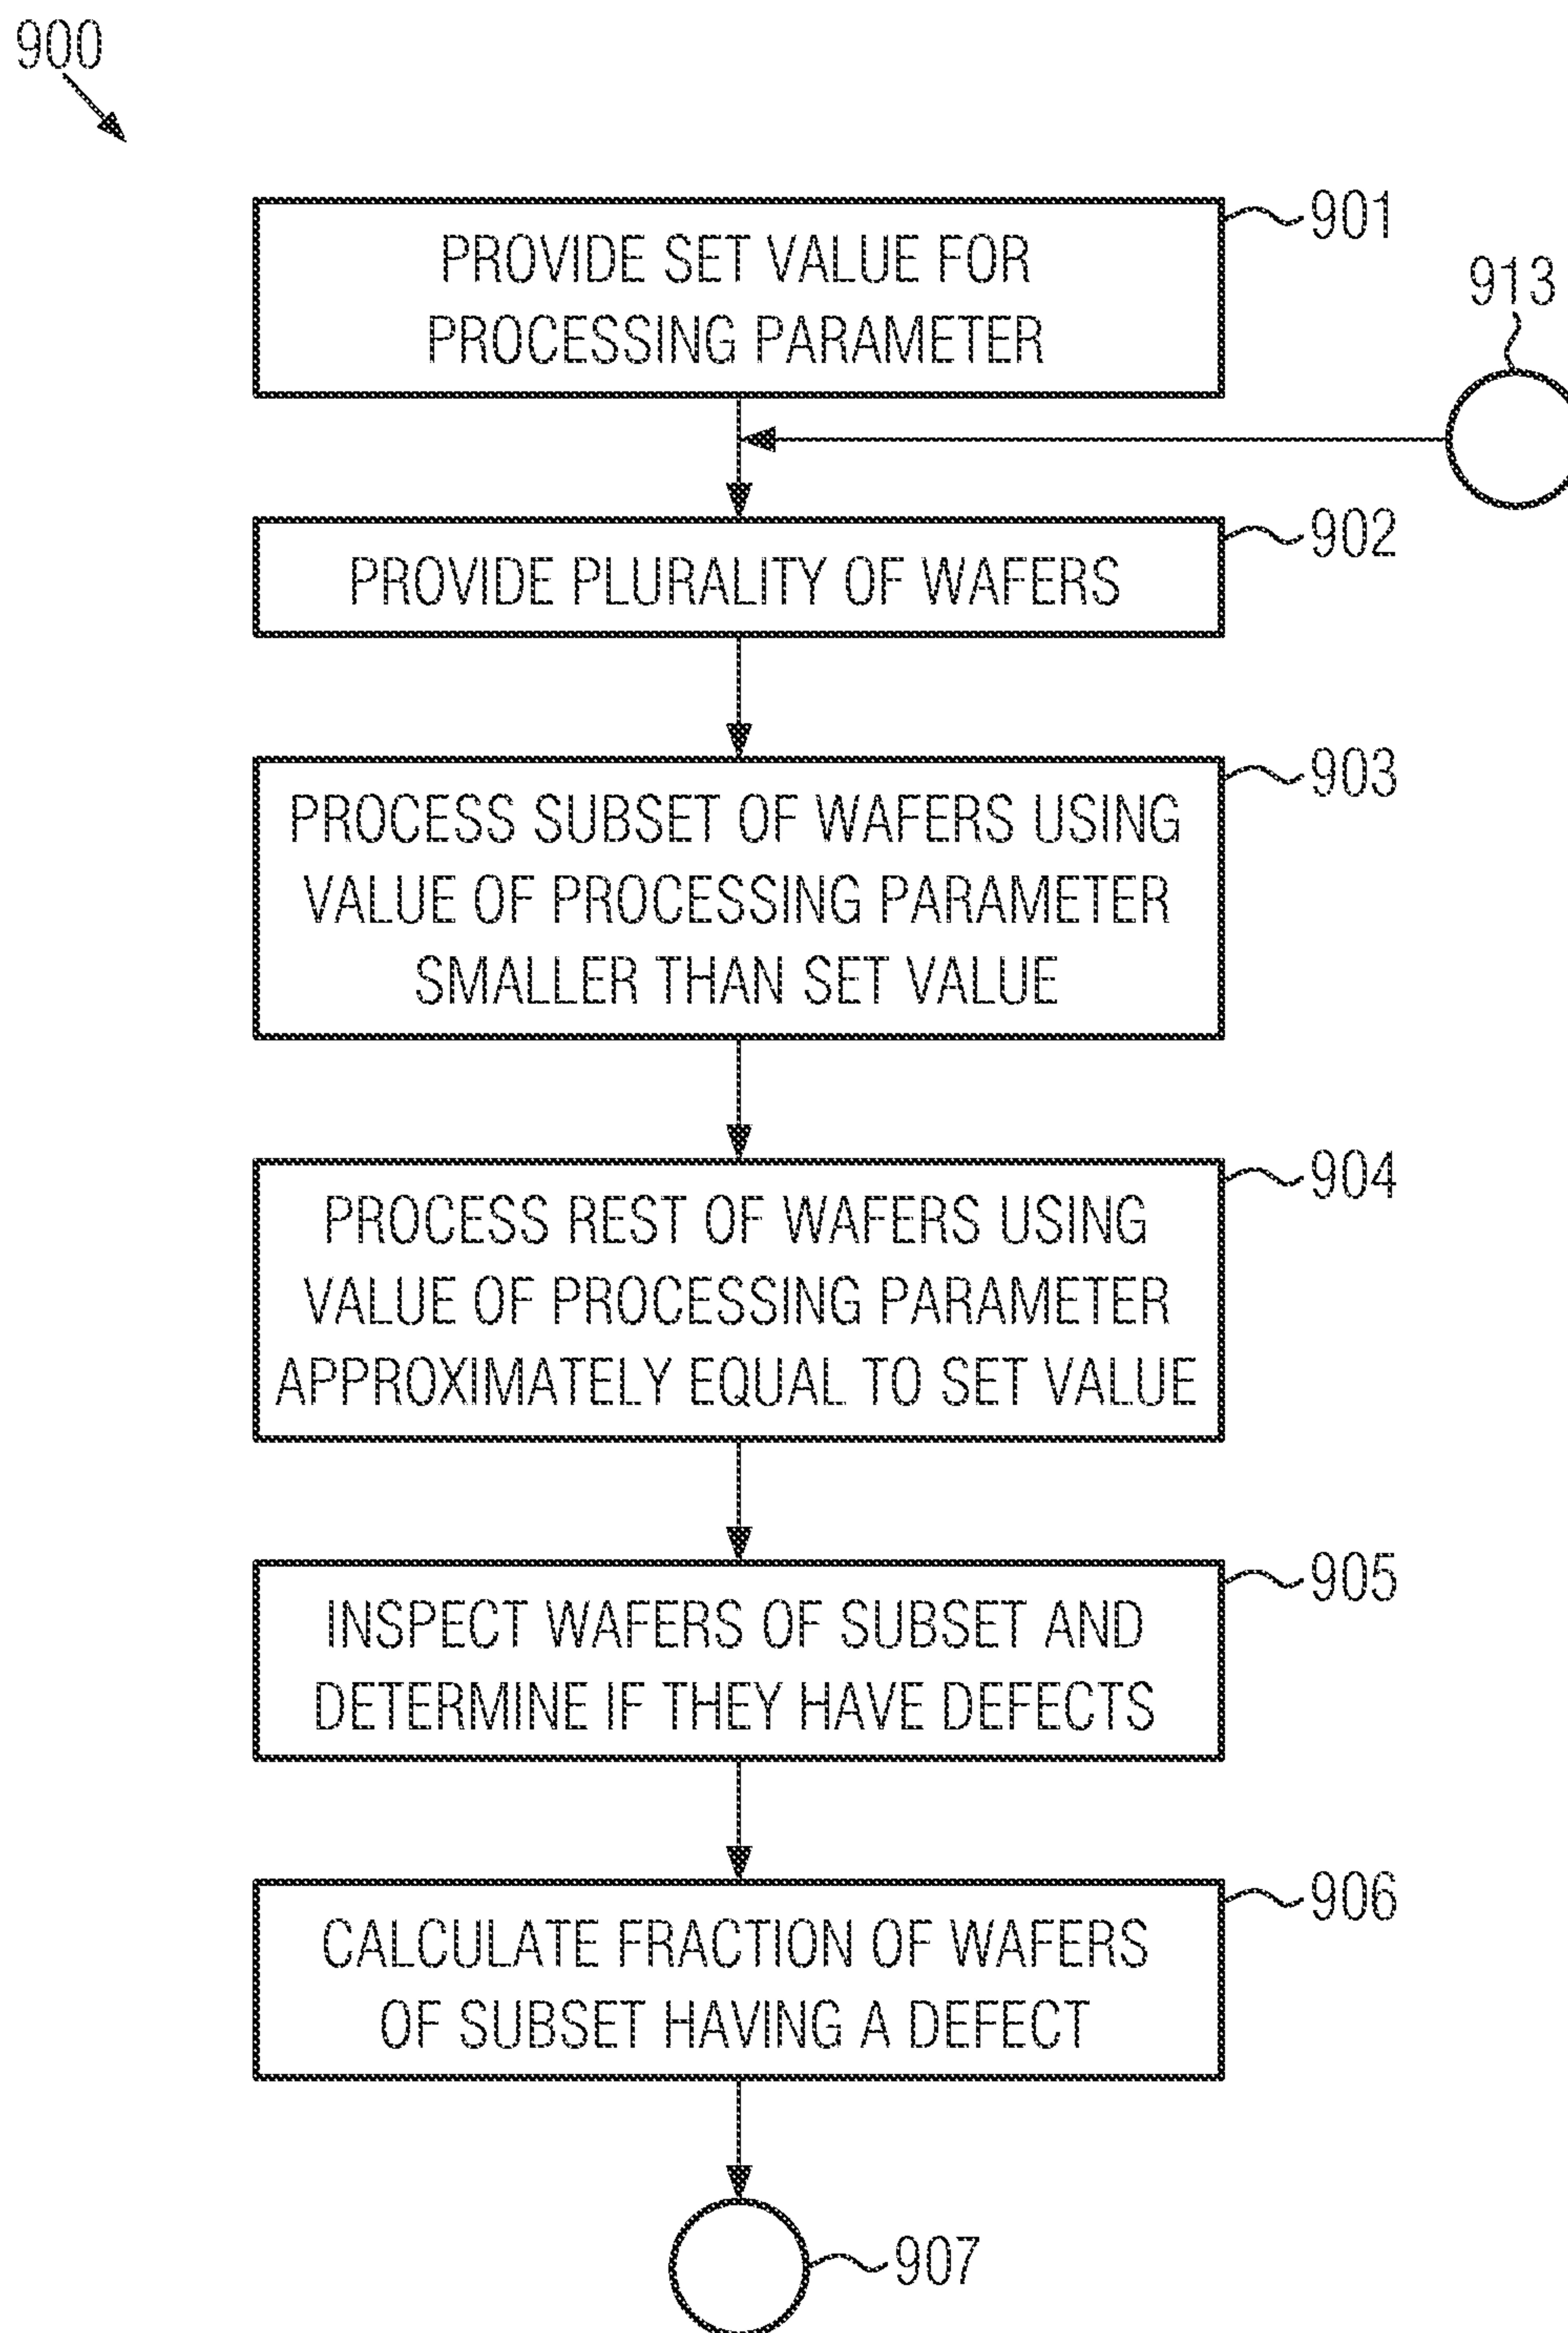 900
PROVIDE SET VALUE FOR
PROCESSING PARAMETER
901
913
PROVIDE PLURALITY OF WAFERS
902
PROCESS SUBSET OF WAFERS USING
VALUE OF PROCESSING PARAMETER
SMALLER THAN SET VALUE
903
PROCESS REST OF WAFERS USING
VALUE OF PROCESSING PARAMETER
APPROXIMATELY EQUAL TO SET VALUE
904
INSPECT WAFERS OF SUBSET AND
DETERMINE IF THEY HAVE DEFECTS
905
CALCULATE FRACTION OF WAFERS
OF SUBSET HAVING A DEFECT
906
907